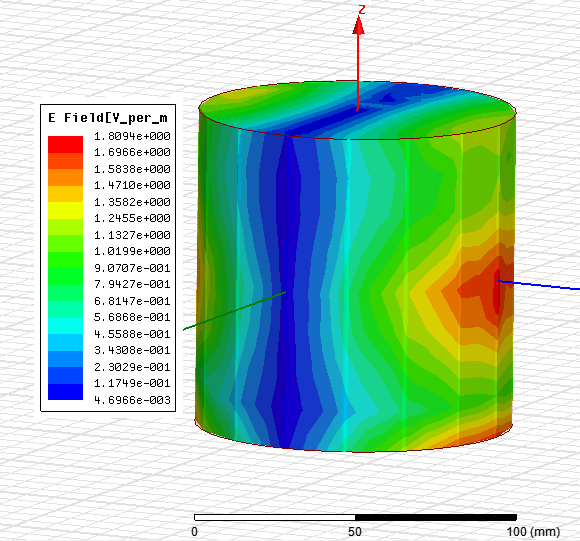 Z
E Field[V_per_m
1.8094e+000
1.6966e+000
1.5838e+000
1.4710e+000
1.3582e+000
1.2455e+000
1.1327e+000
1.0199e+000
9.0707e-001
7.9427e-001
6.8147e-001
5.6868e-001
4.5588e-001
3.4308e-001
2.3029e-001
1.1749e-001
4.6966e-003
0 50 100 (mm)